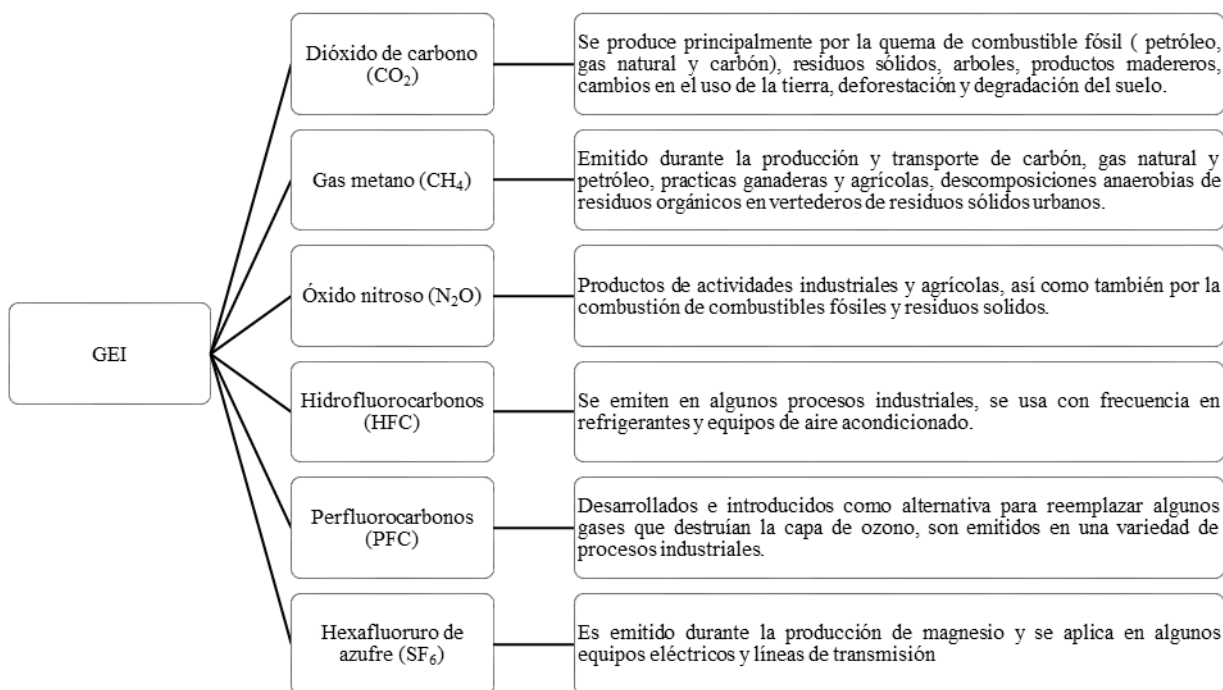 GEI
Dióxido de carbono
(CO₂)
Se produce principalmente por la quema de combustible fósil ( petróleo,
gas natural y carbón), residuos sólidos, arboles, productos madereros,
cambios en el uso de la tierra, deforestación y degradación del suelo.
Gas metano (CH₄)
Emitido durante la producción y transporte de carbón, gas natural y
petróleo, practicas ganaderas y agrícolas, descomposiciones anaerobias de
residuos orgánicos en vertederos de residuos sólidos urbanos.
Óxido nitroso (N₂O)
Productos de actividades industriales y agrícolas, así como también por la
combustión de combustibles fósiles y residuos solidos.
Hidrofluorocarbonos
(HFC)
Se emiten en algunos procesos industriales, se usa con frecuencia en
refrigerantes y equipos de aire acondicionado.
Perfluorocarbonos
(PFC)
Desarrollados e introducidos como alternativa para reemplazar algunos
gases que destruían la capa de ozono, son emitidos en una variedad de
procesos industriales.
Hexafluoruro de
azufre (SF₆)
Es emitido durante la producción de magnesio y se aplica en algunos
equipos eléctricos y líneas de transmisión